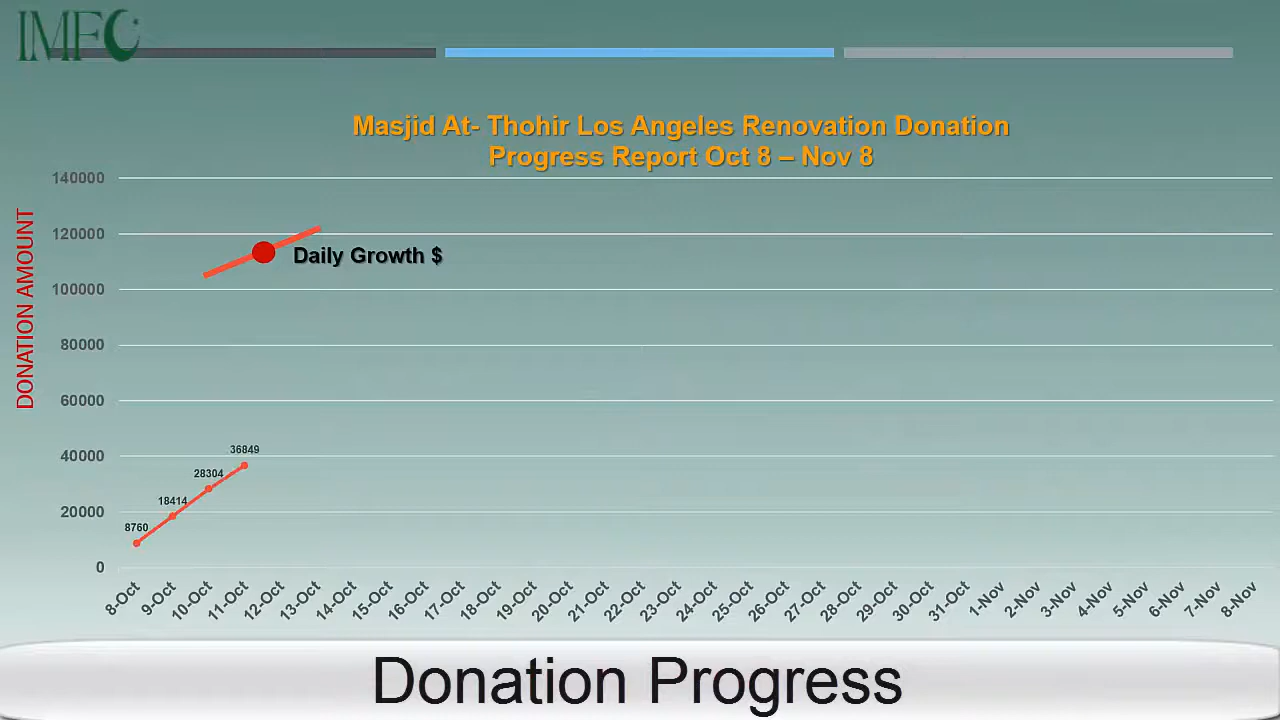 IMFC
Masjid At- Thohir Los Angeles Renovation Donation
Progress Report Oct 8 – Nov 8
DONATION AMOUNT
140000
120000
100000
80000
60000
40000
20000
0
Daily Growth $
8760
18414
28304
36849
8-Oct
9-Oct
10-Oct
11-Oct
12-Oct
13-Oct
14-Oct
15-Oct
16-Oct
17-Oct
18-Oct
19-Oct
20-Oct
21-Oct
22-Oct
23-Oct
24-Oct
25-Oct
26-Oct
27-Oct
28-Oct
29-Oct
30-Oct
31-Oct
1-Nov
2-Nov
3-Nov
4-Nov
5-Nov
6-Nov
7-Nov
8-Nov
Donation Progress